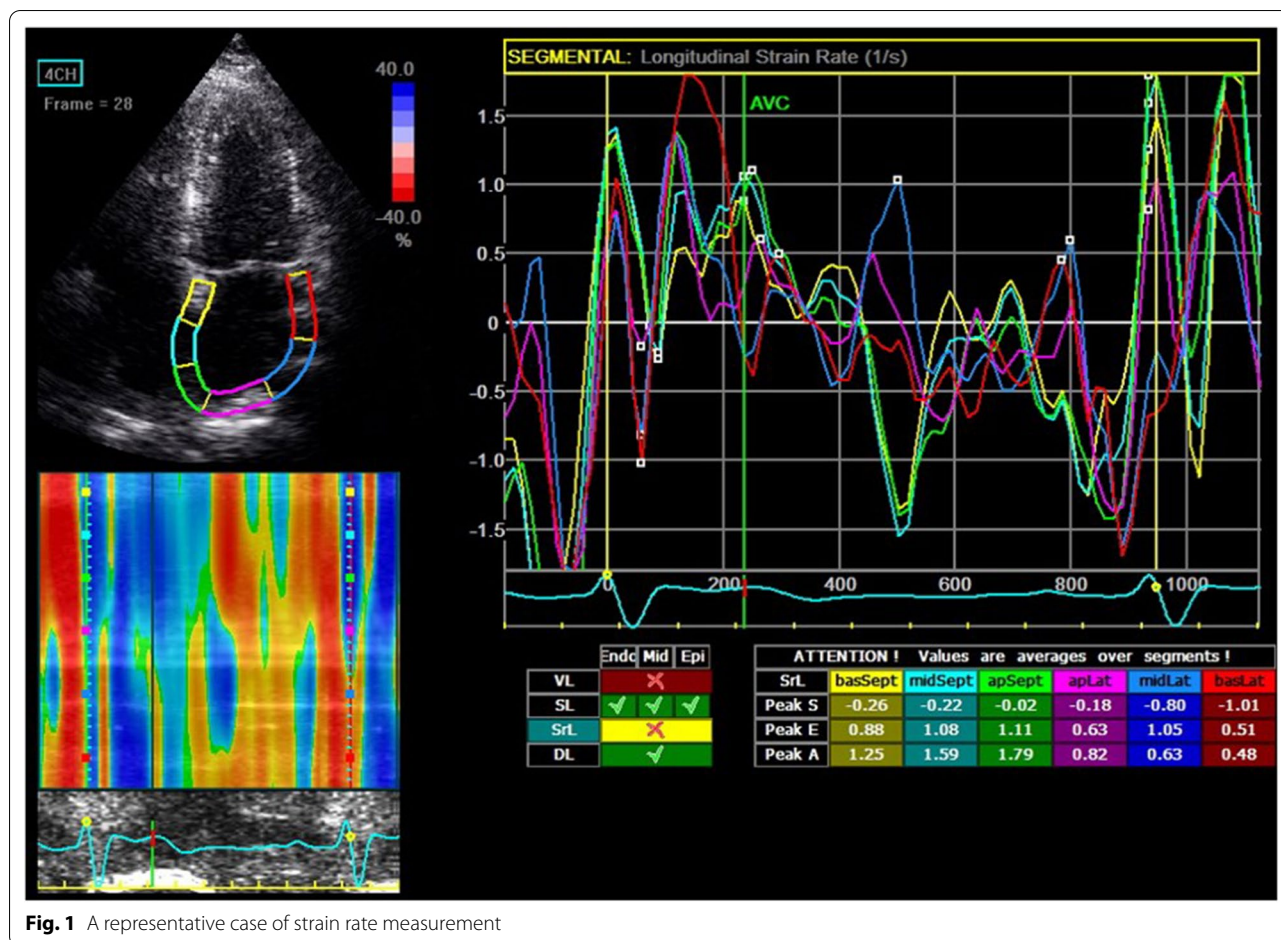 4CH
Frame = 28
40.0
-40.0
%
SEGMENTAL: Longitudinal Strain Rate (1/s)
AVC
1.5
1.0
0.5
0
-0.5
-1.0
-1.5
0 200 400 600 800 1000
Endo Mid Epi
VL
SL
SrL
DL
ATTENTION ! Values are averages over segments !
SrL basSept midSept apSept apLat midLat basLat
Peak S -0.26 -0.22 -0.02 -0.18 -0.80 -1.01
Peak E 0.88 1.08 1.11 0.63 1.05 0.51
Peak A 1.25 1.59 1.79 0.82 0.63 0.48
Fig. 1 A representative case of strain rate measurement